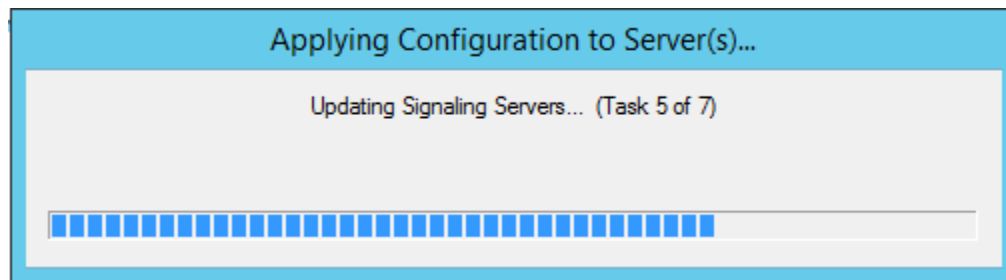 Applying Configuration to Server(s)...
Updating Signaling Servers... (Task 5 of 7)